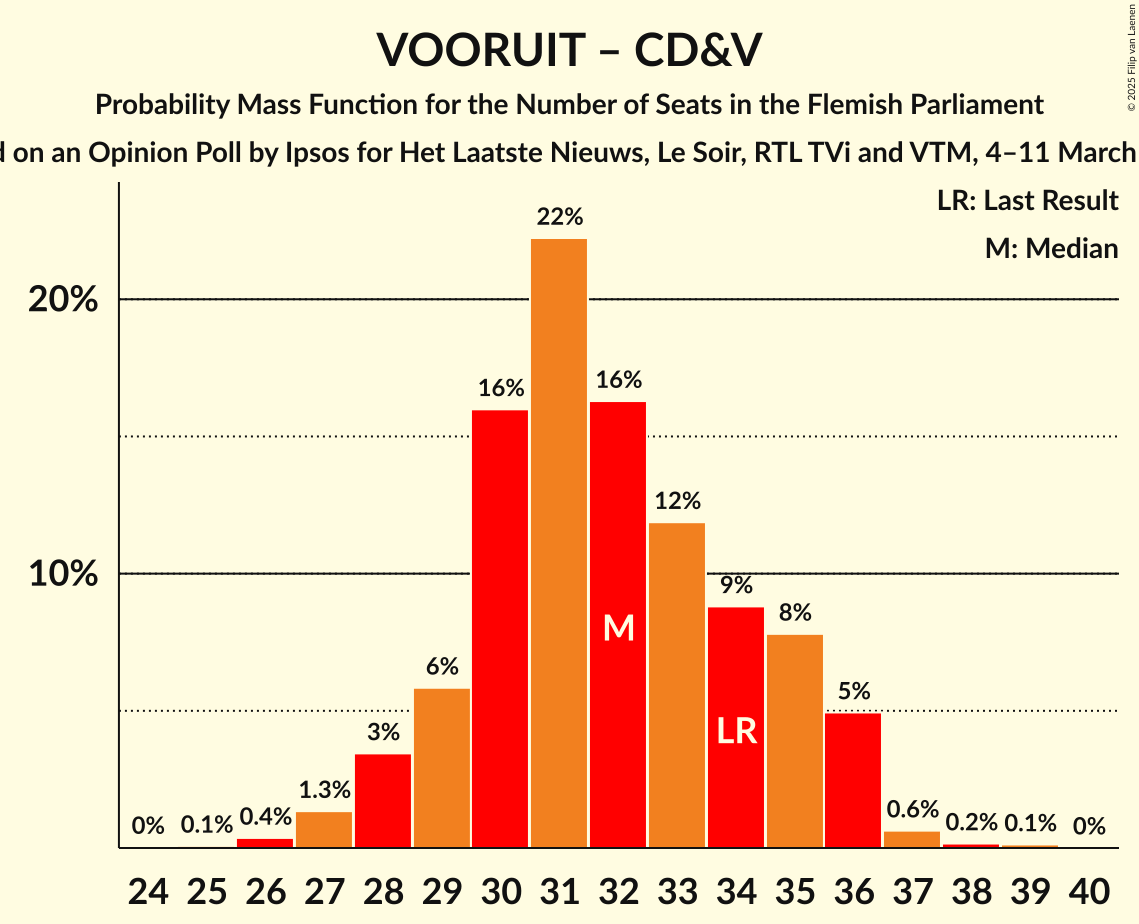 VOORUIT – CD&V
Probability Mass Function for the Number of Seats in the Flemish Parliament
on an Opinion Poll by Ipsos for Het Laatste Nieuws, Le Soir, RTL TVi and VTM, 4–11 March
© 2025 Filip van Laenen
LR: Last Result
M: Median
22%
20%
16%
16%
12%
10%
9%
8%
M
6%
5%
LR
3%
1.3%
0%
0.1%
0.4%
0.6%
0.2%
0.1%
0%
24 25 26 27 28 29 30 31 32 33 34 35 36 37 38 39 40